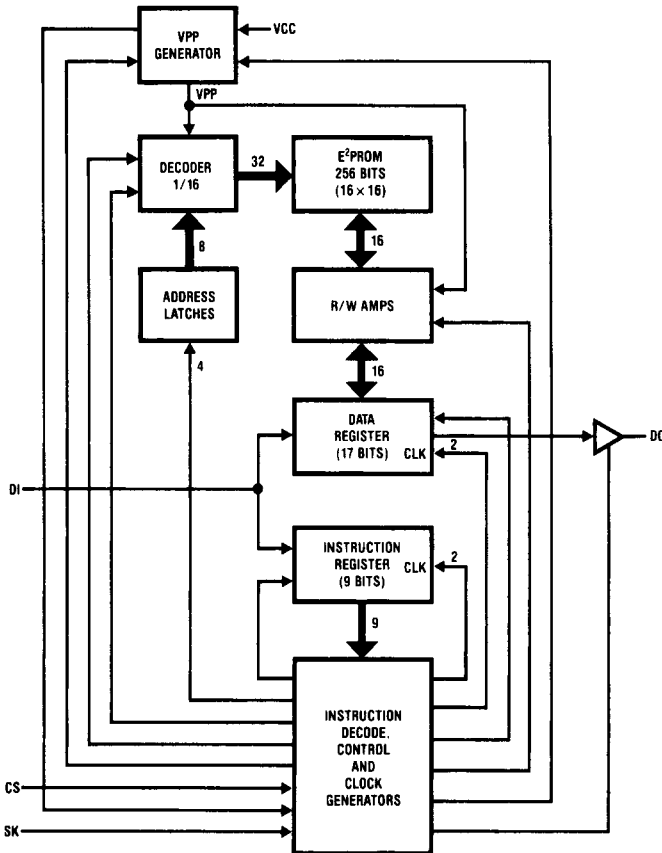 VPP
GENERATOR
VCC
VPP
DECODER
1/16
32
E²PROM
256 BITS
(16 × 16)
8
16
ADDRESS
LATCHES
R/W AMPS
4
16
DATA
REGISTER
(17 BITS)
CLK
2
DO
DI
INSTRUCTION
REGISTER
(9 BITS)
CLK
2
9
INSTRUCTION
DECODE,
CONTROL
AND
CLOCK
GENERATORS
CS
SK